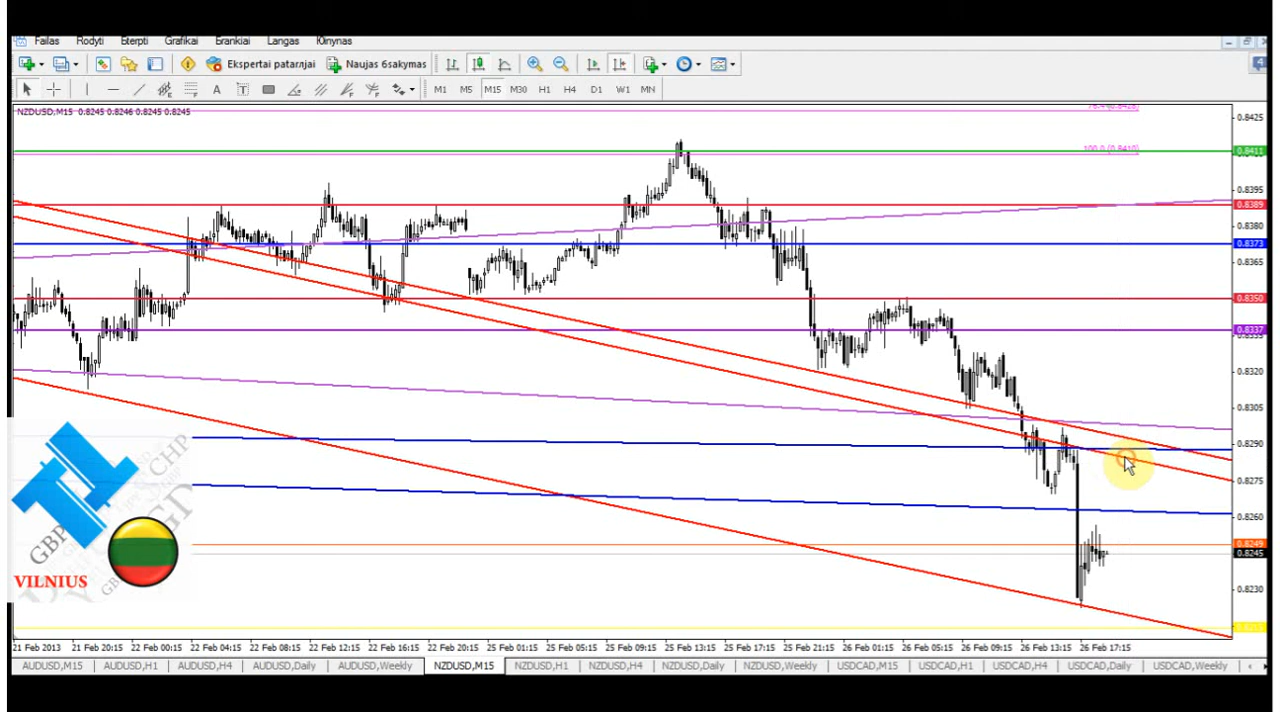 Failas Rodyti Įterpti Grafikai Įrankiai Langas Žinynas
Ekspertai patarnjai Naujas 6sakymas
A T M1 M5 M15 M30 H1 H4 D1 W1 MN
4
NZDUSD,M15 0.8245 0.8246 0.8245 0.8245
0.8425
100.0 (0.8410)
0.8411
0.8395
0.8389
0.8380
0.8373
0.8365
0.8350
0.8337
0.8320
0.8305
0.8290
0.8275
0.8260
0.8249
0.8245
0.8230
CHP
GBP
VILNIUS
21 Feb 2013 21 Feb 20:15 22 Feb 00:15 22 Feb 04:15 22 Feb 08:15 22 Feb 12:15 22 Feb 16:15 22 Feb 20:15 25 Feb 01:15 25 Feb 05:15 25 Feb 09:15 25 Feb 13:15 25 Feb 17:15 25 Feb 21:15 26 Feb 01:15 26 Feb 05:15 26 Feb 09:15 26 Feb 13:15 26 Feb 17:15
AUDUSD,M15 AUDUSD,H1 AUDUSD,H4 AUDUSD,Daily AUDUSD,Weekly NZDUSD,M15 NZDUSD,H1 NZDUSD,H4 NZDUSD,Daily NZDUSD,Weekly USDCAD,M15 USDCAD,H1 USDCAD,H4 USDCAD,Daily USDCAD,Weekly